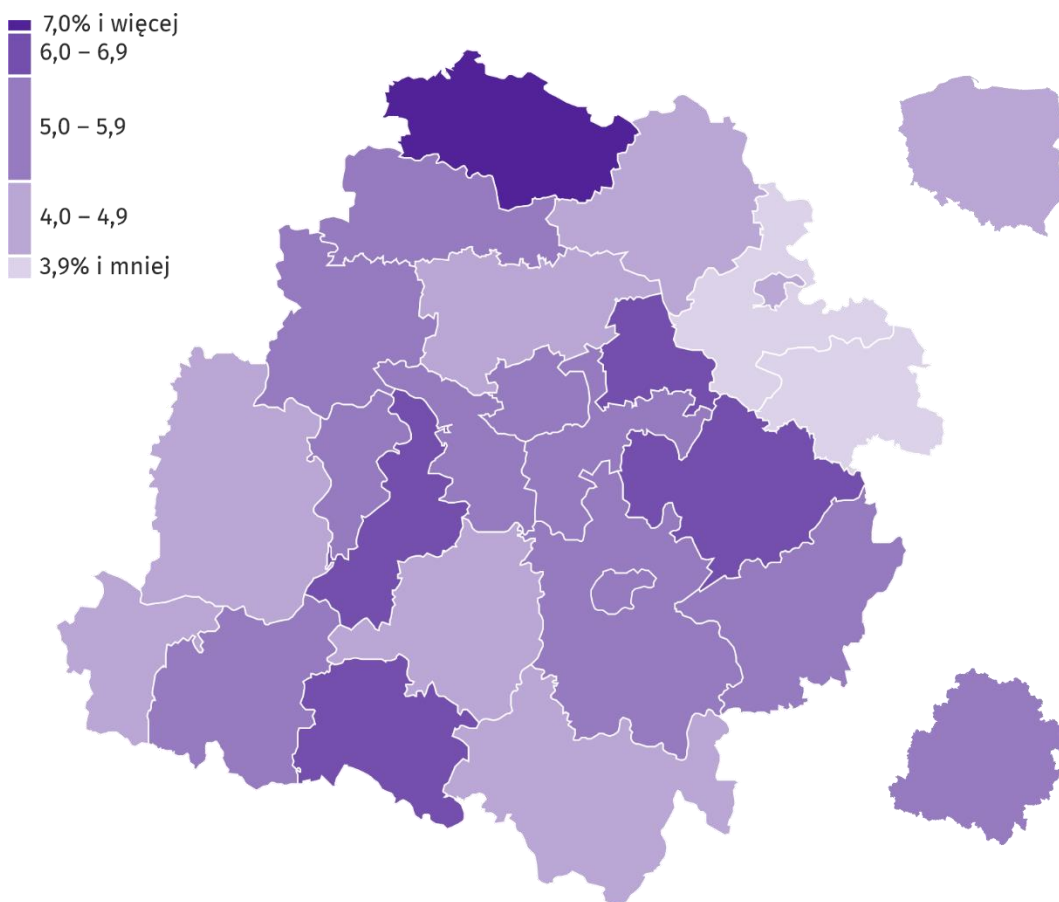 7,0% i więcej
6,0 – 6,9
5,0 – 5,9
4,0 – 4,9
3,9% i mniej